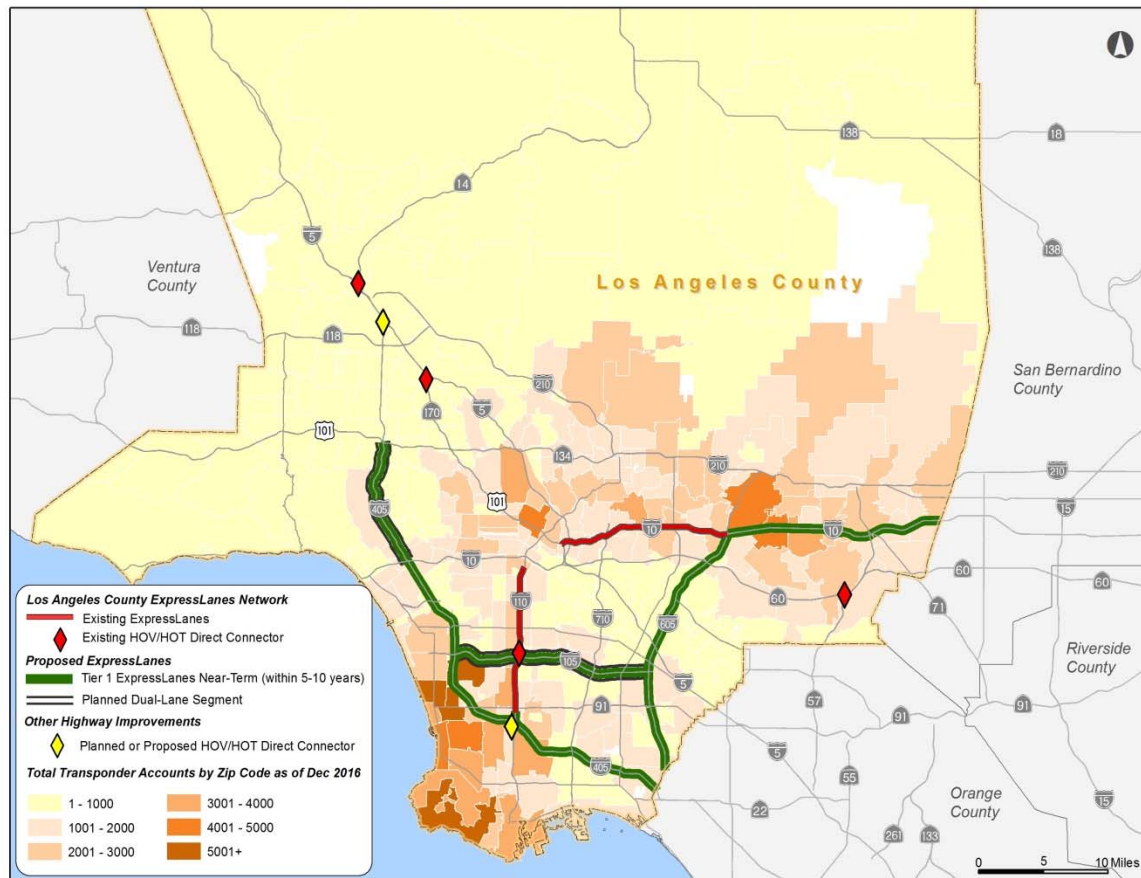 138
18
14
5
138
Ventura
County
Los Angeles County
118
118
San Bernardino
County
210
170
5
101
134
210
210
101
405
15
10
10
10
60
60
60
110
710
605
71
Los Angeles County ExpressLanes Network
Existing ExpressLanes
Existing HOV/HOT Direct Connector
Proposed ExpressLanes
Tier 1 ExpressLanes Near-Term (within 5-10 years)
Planned Dual-Lane Segment
Other Highway Improvements
Planned or Proposed HOV/HOT Direct Connector
Total Transponder Accounts by Zip Code as of Dec 2016
1 - 1000
3001 - 4000
1001 - 2000
4001 - 5000
2001 - 3000
5001+
105
5
Riverside
County
57
91
91
91
405
5
55
22
Orange
County
15
261
133
0 5 10 Miles